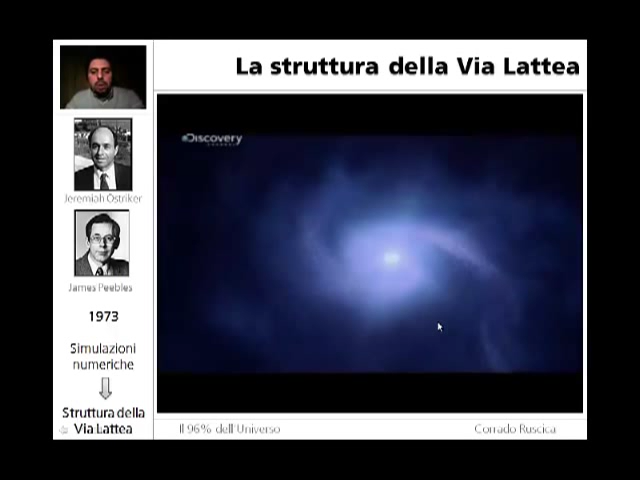 La struttura della Via Lattea
Discovery
CHANNEL
Jeremiah Ostriker
James Peebles
1973
Simulazioni
numeriche
Struttura della
Via Lattea
Il 96% dell'Universo
Corrado Ruscica